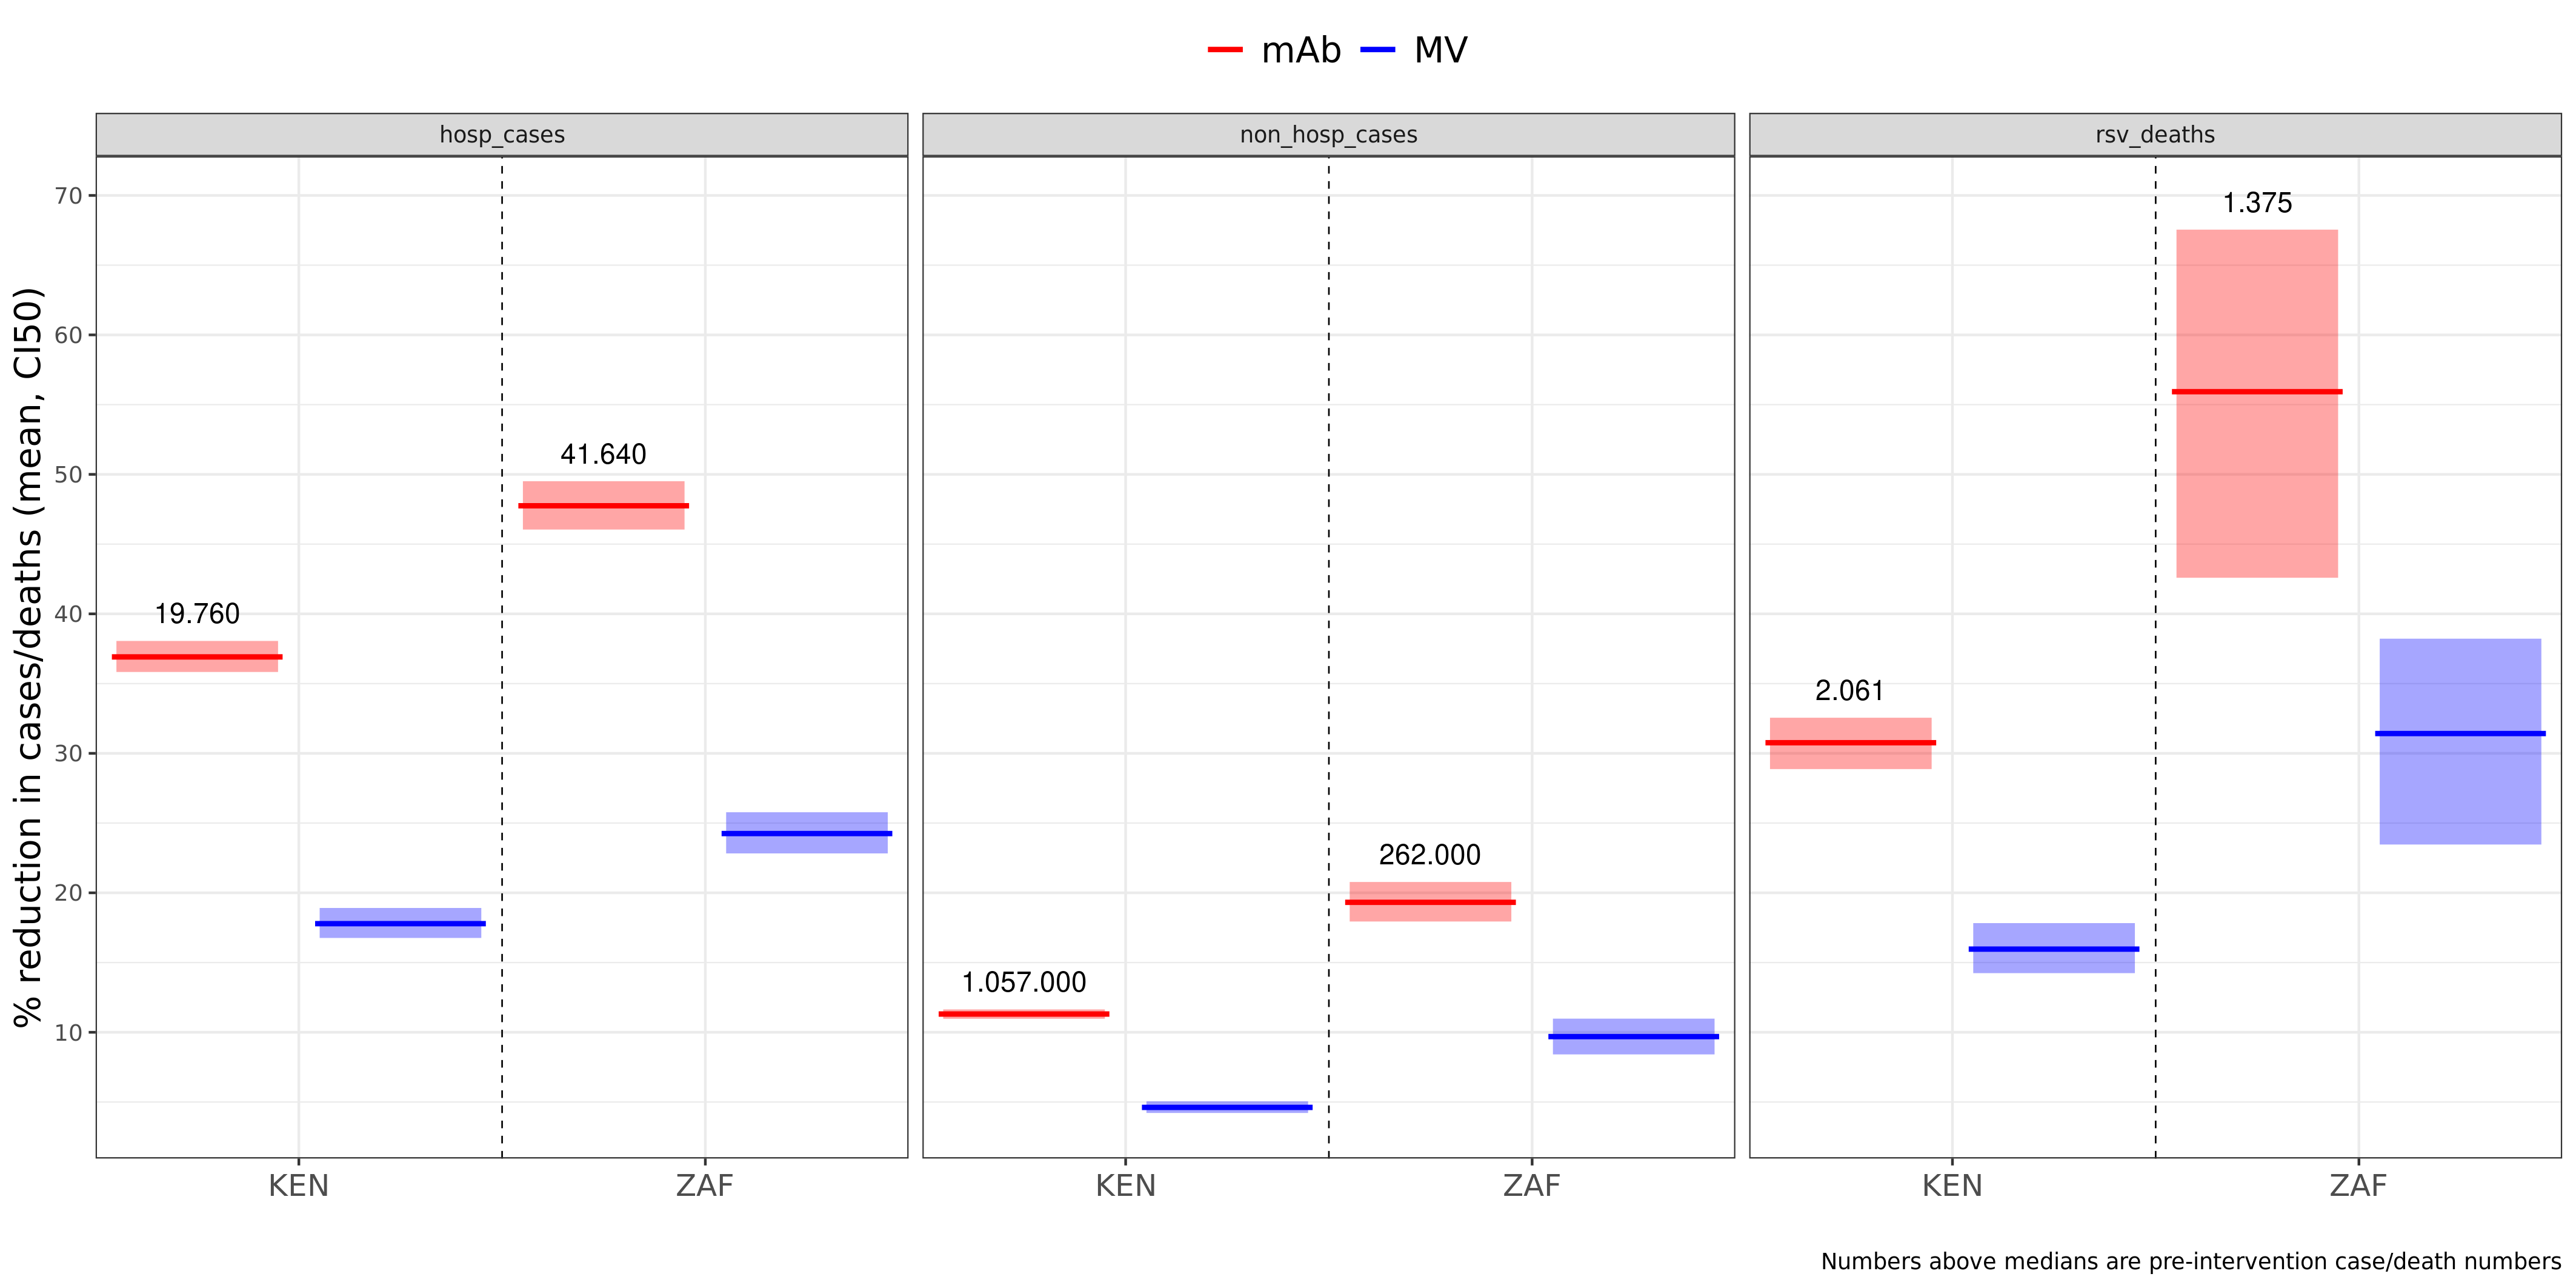 mAb MV
hosp_cases non_hosp_cases rsv_deaths
% reduction in cases/deaths (mean, CI50)
70
60
50
40
30
20
10
19.760
41.640
1.057.000
262.000
2.061
1.375
KEN ZAF KEN ZAF KEN ZAF
Numbers above medians are pre-intervention case/death numbers